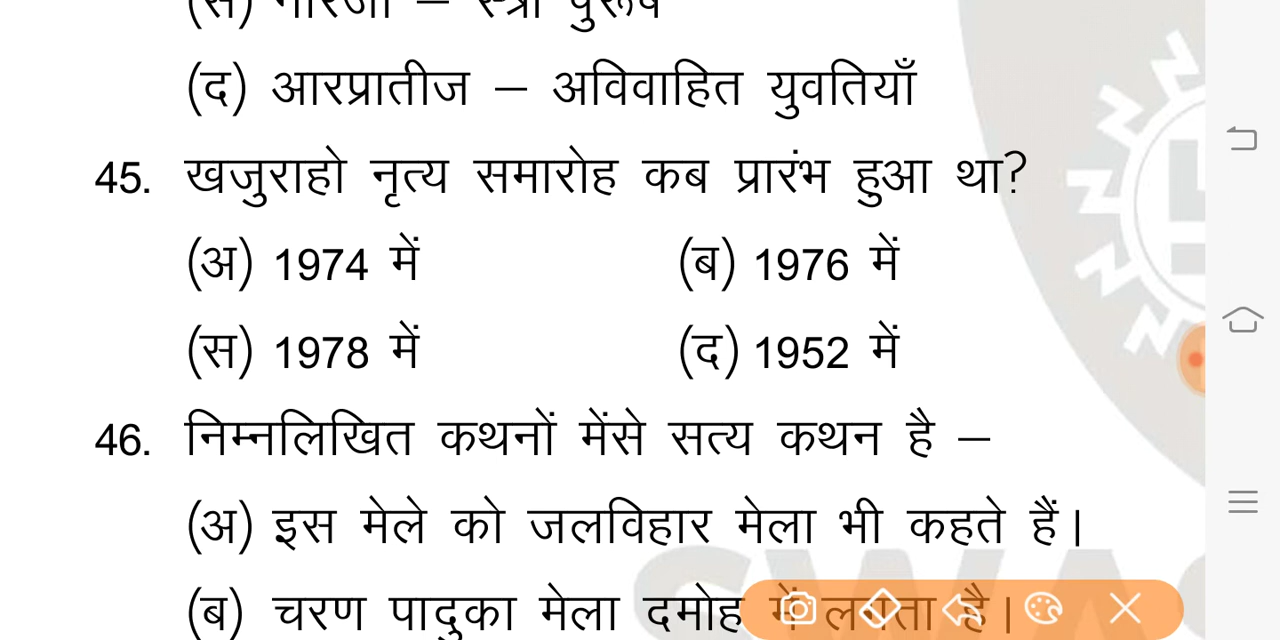 (द) आरप्रातीज – अविवाहित युवतियाँ
45. खजुराहो नृत्य समारोह कब प्रारंभ हुआ था?
(अ) 1974 में (ब) 1976 में
(स) 1978 में (द) 1952 में
46. निम्नलिखित कथनों मेंसे सत्य कथन है –
(अ) इस मेले को जलविहार मेला भी कहते हैं।
(ब) चरण पादुका मेला दमोह में लगता है।